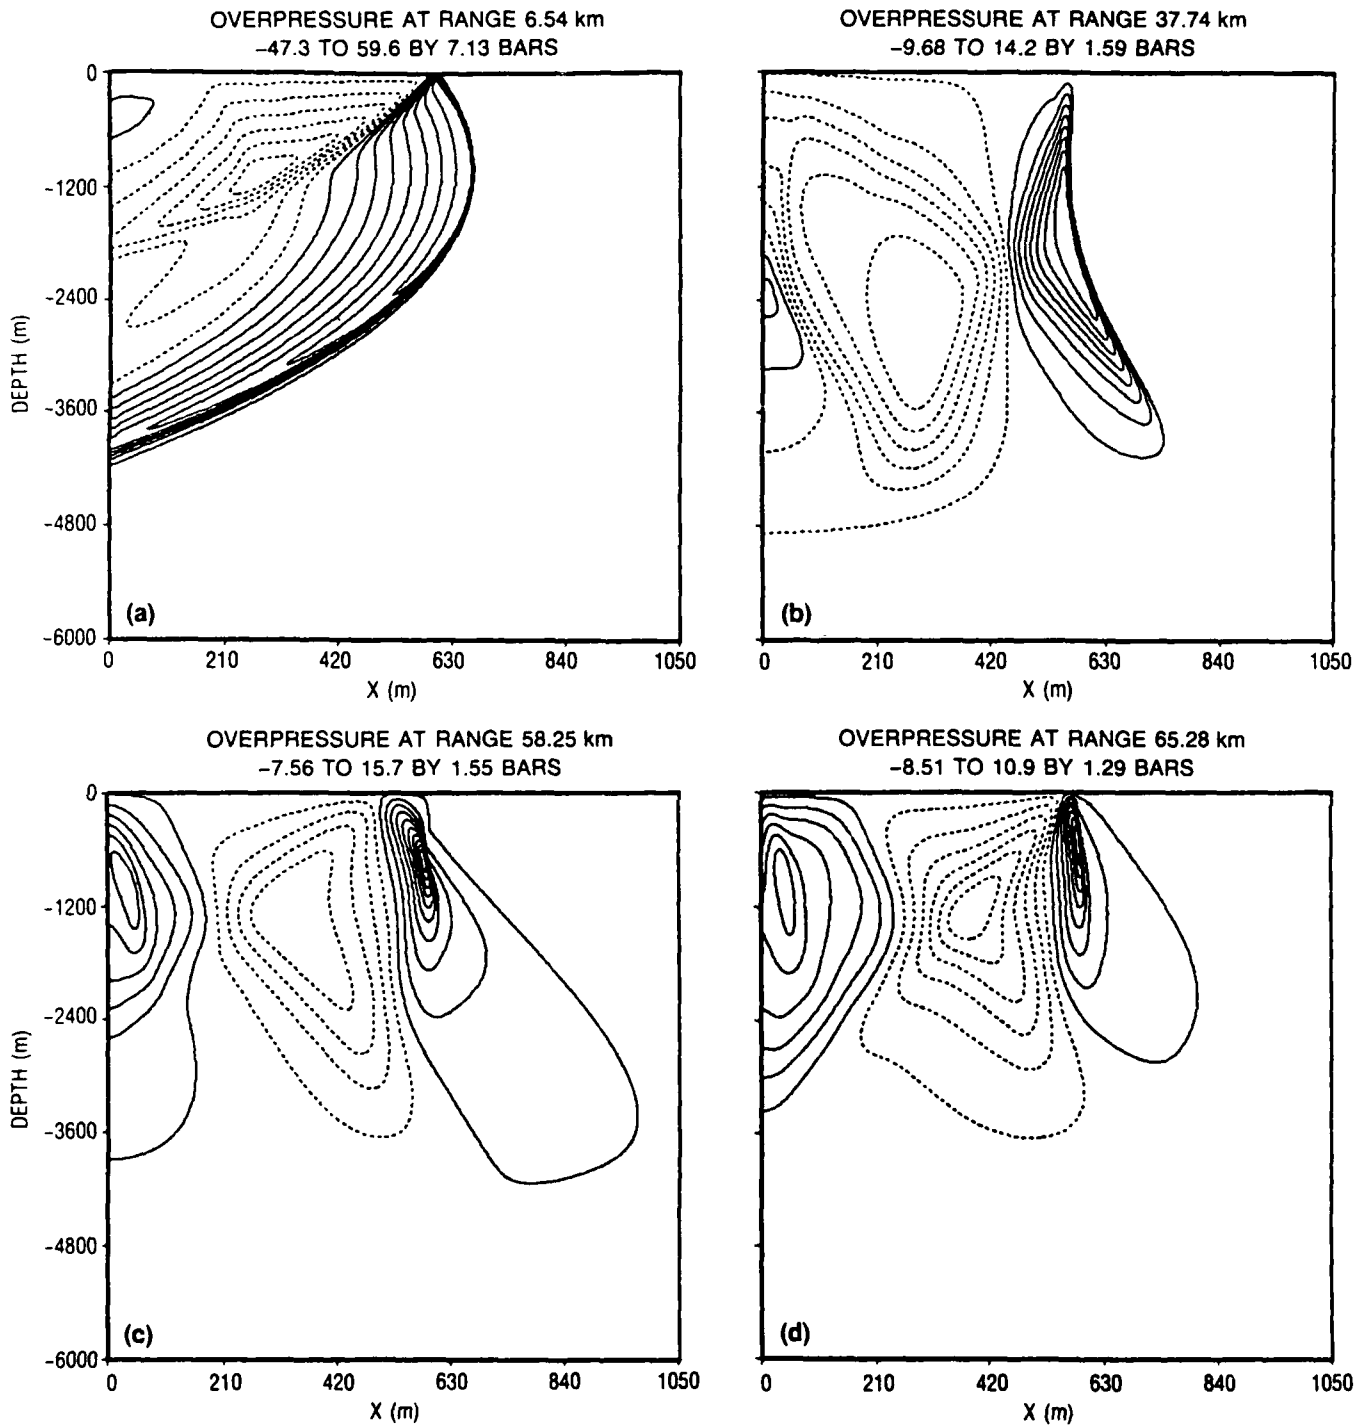 OVERPRESSURE AT RANGE 6.54 km
-47.3 TO 59.6 BY 7.13 BARS
0
-1200
-2400
-3600
-4800
-6000
DEPTH (m)
(a)
0 210 420 630 840 1050
X (m)
OVERPRESSURE AT RANGE 37.74 km
-9.68 TO 14.2 BY 1.59 BARS
(b)
0 210 420 630 840 1050
X (m)
OVERPRESSURE AT RANGE 58.25 km
-7.56 TO 15.7 BY 1.55 BARS
0
-1200
-2400
-3600
-4800
-6000
DEPTH (m)
(c)
0 210 420 630 840 1050
X (m)
OVERPRESSURE AT RANGE 65.28 km
-8.51 TO 10.9 BY 1.29 BARS
(d)
0 210 420 630 840 1050
X (m)